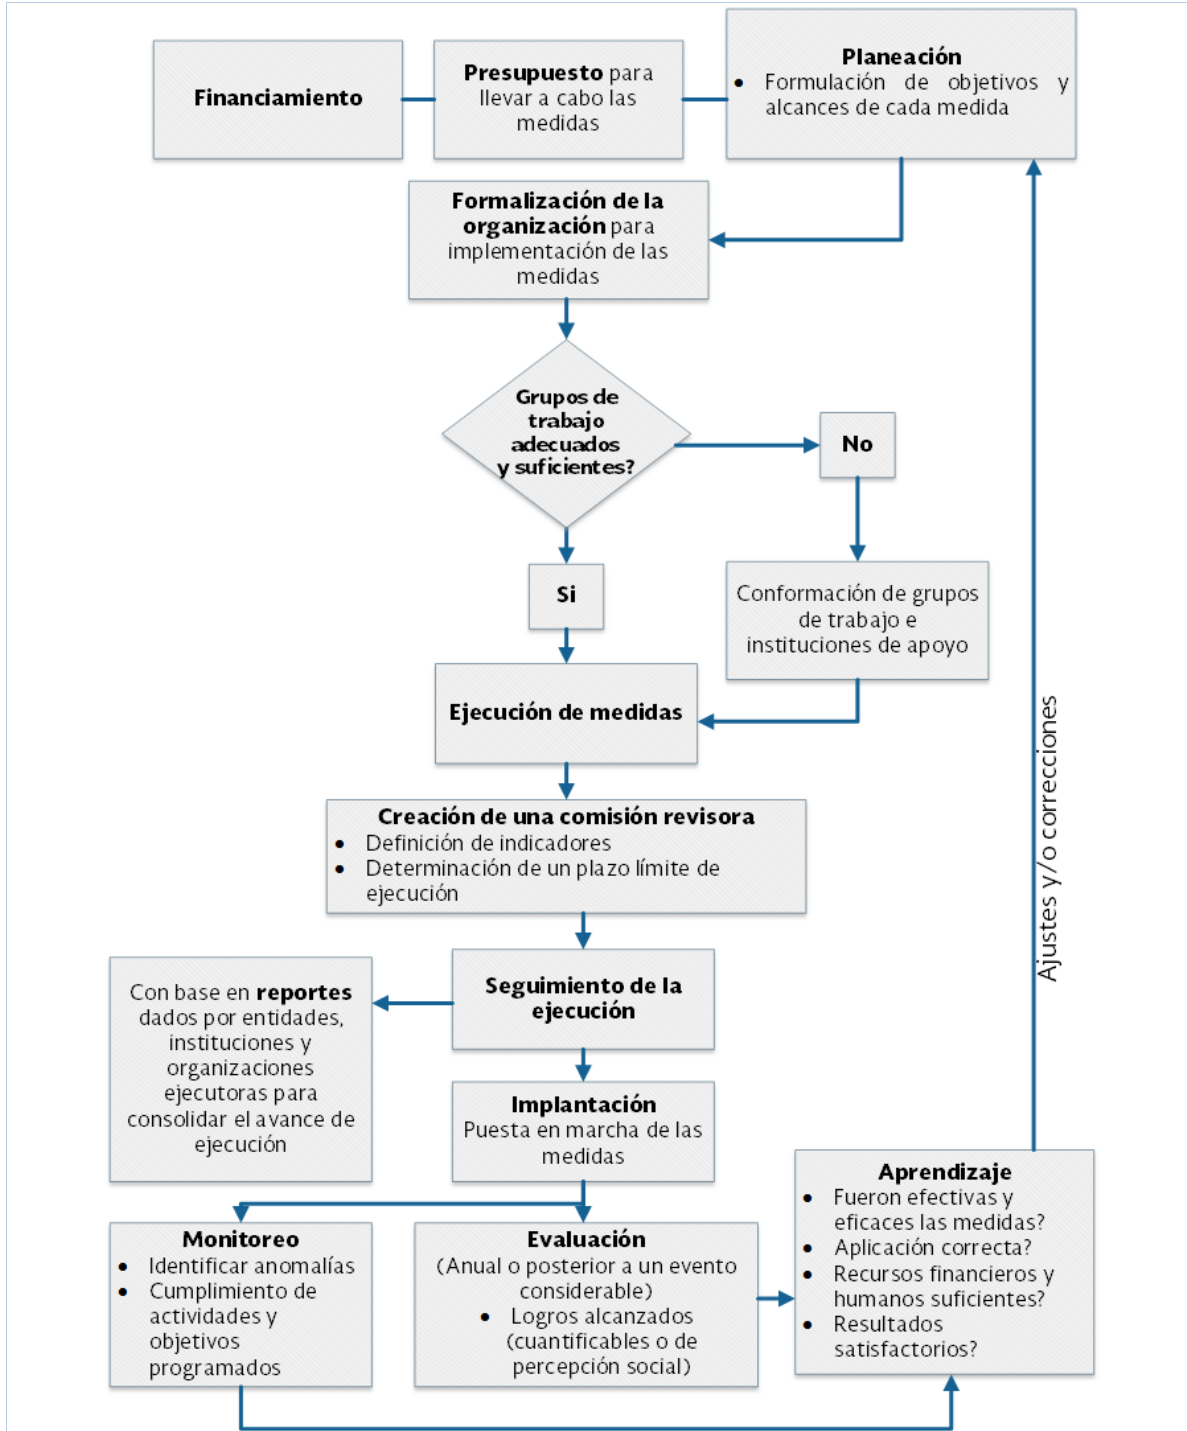 Financiamiento
Presupuesto para
llevar a cabo las
medidas
Planeación
• Formulación de objetivos y
alcances de cada medida
Formalización de la
organización para
implementación de las
medidas
Grupos de
trabajo
adecuados
y suficientes?
No
Si
Conformación de grupos
de trabajo e
instituciones de apoyo
Ejecución de medidas
Creación de una comisión revisora
• Definición de indicadores
• Determinación de un plazo límite de
ejecución
Seguimiento de la
ejecución
Con base en reportes
dados por entidades,
instituciones y
organizaciones
ejecutoras para
consolidar el avance de
ejecución
Implantación
Puesta en marcha de las
medidas
Monitoreo
• Identificar anomalías
• Cumplimiento de
actividades y
objetivos
programados
Evaluación
(Anual o posterior a un evento
considerable)
• Logros alcanzados
(cuantificables o de
percepción social)
Aprendizaje
• Fueron efectivas y
eficaces las medidas?
• Aplicación correcta?
• Recursos financieros y
humanos suficientes?
• Resultados
satisfactorios?
Ajustes y/o correcciones